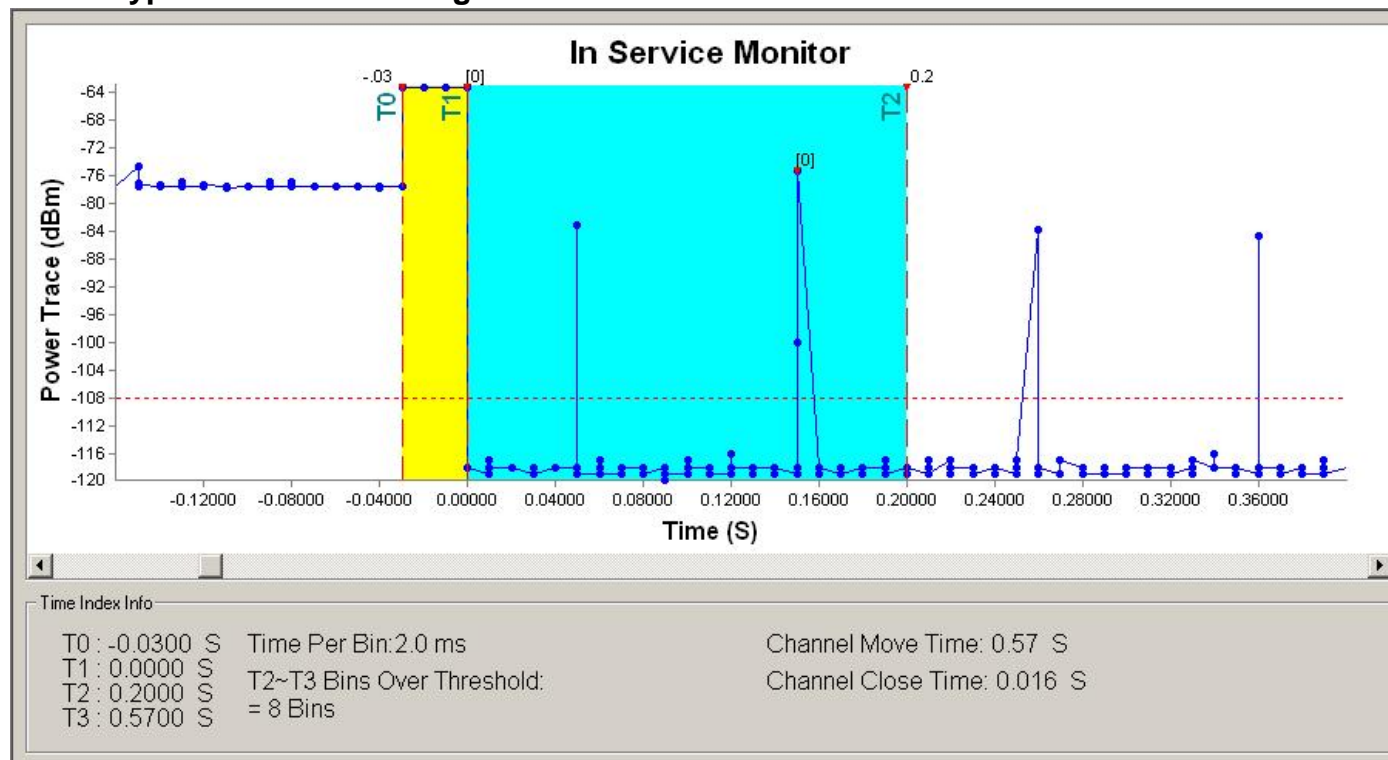 In Service Monitor
-.03 [0] 0.2
T0 T1 T2
[0]
Power Trace (dBm)
-64
-68
-72
-76
-80
-84
-88
-92
-96
-100
-104
-108
-112
-116
-120
-0.12000 -0.08000 -0.04000 0.00000 0.04000 0.08000 0.12000 0.16000 0.20000 0.24000 0.28000 0.32000 0.36000
Time (S)
Time Index Info
T0 : -0.0300 S
T1 : 0.0000 S
T2 : 0.2000 S
T3 : 0.5700 S
Time Per Bin:2.0 ms
T2~T3 Bins Over Threshold:
= 8 Bins
Channel Move Time: 0.57 S
Channel Close Time: 0.016 S